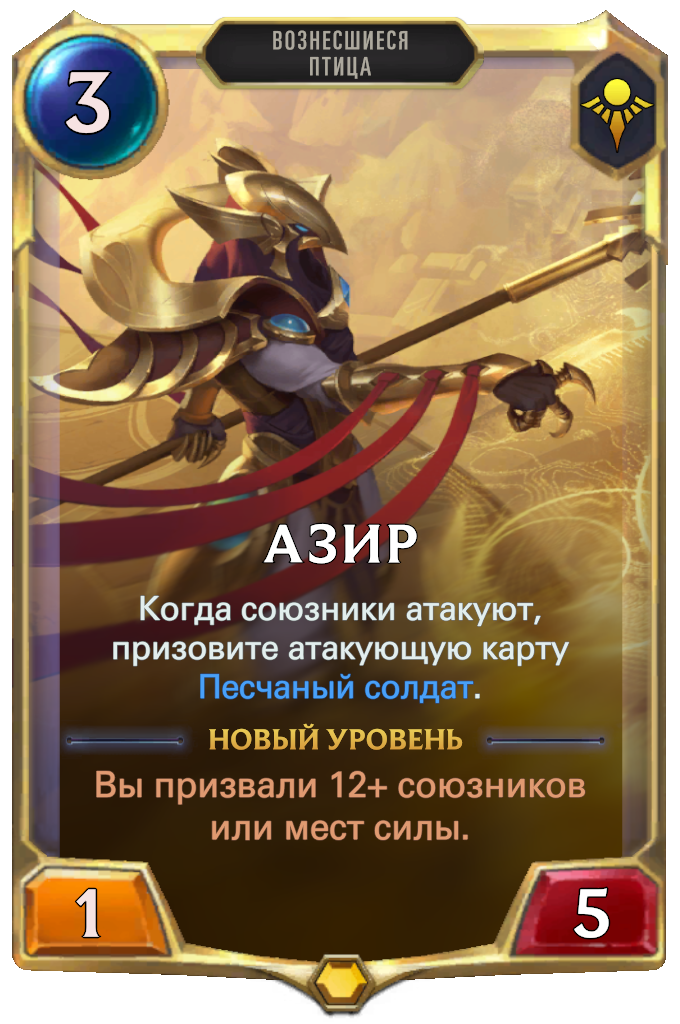 ВОЗНЕСШИЕСЯ
ПТИЦА
3
АЗИР
Когда союзники атакуют,
призовите атакующую карту
Песчаный солдат.
НОВЫЙ УРОВЕНЬ
Вы призвали 12+ союзников
или мест силы.
1
5